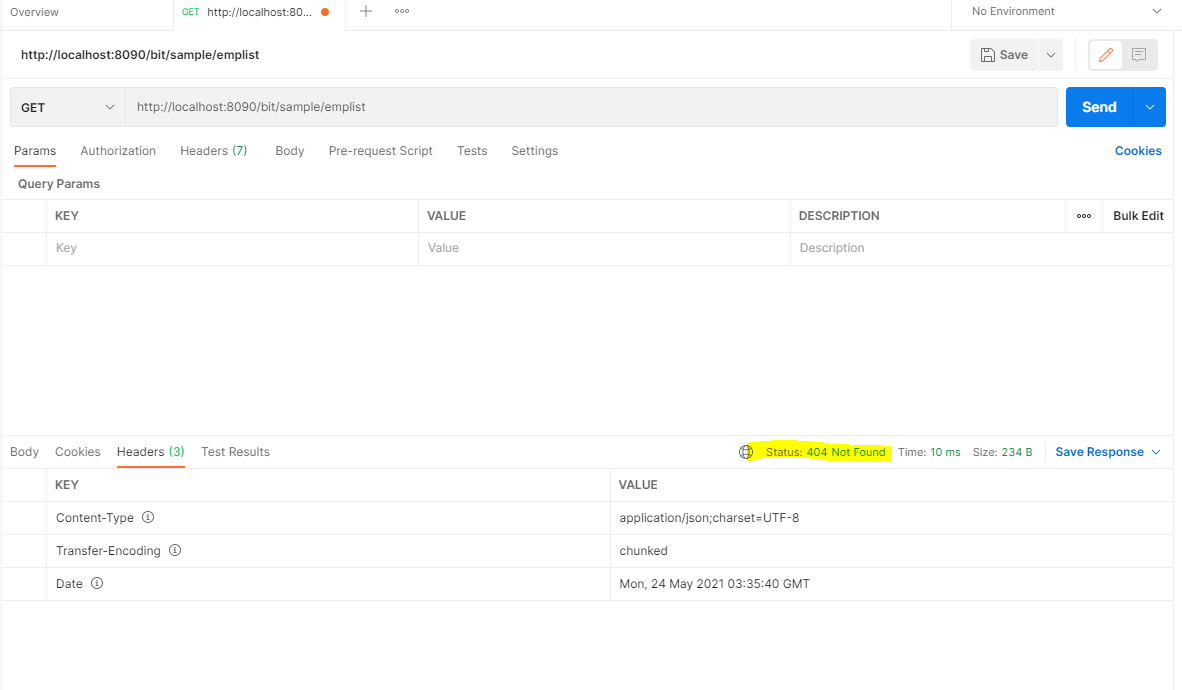 Overview GET http://localhost:80... No Environment
http://localhost:8090/bit/sample/emplist Save
GET http://localhost:8090/bit/sample/emplist Send
Params Authorization Headers (7) Body Pre-request Script Tests Settings Cookies
Query Params
KEY VALUE DESCRIPTION Bulk Edit
Key Value Description
Body Cookies Headers (3) Test Results Status: 404 Not Found Time: 10 ms Size: 234 B Save Response
KEY VALUE
Content-Type application/json;charset=UTF-8
Transfer-Encoding chunked
Date Mon, 24 May 2021 03:35:40 GMT